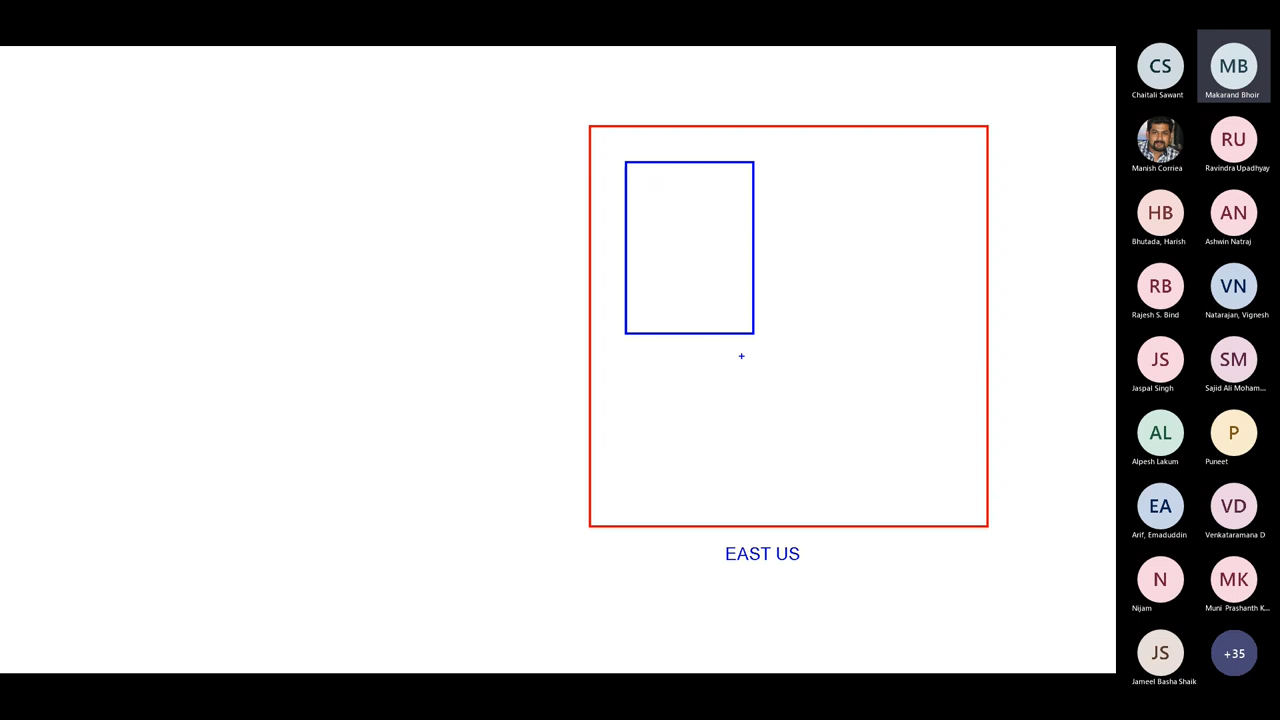 CS
MB
Chaitali Sawant
Makarand Bhoir
RU
Manish Corriea
Ravindra Upadhyay
HB
AN
Bhutada, Harish
Ashwin Natraj
RB
VN
Rajesh S. Bind
Natarajan, Vignesh
JS
SM
Jaspal Singh
Sajid Ali Moham...
AL
P
Alpesh Lakum
Puneet
EA
VD
Arif, Emaduddin
Venkataramana D
EAST US
N
MK
Nijam
Muni Prashanth K...
JS
+35
Jameel Basha Shaik